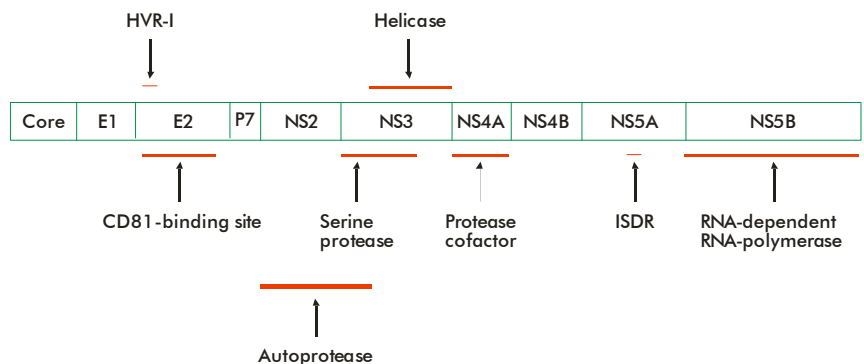 HVR-I
Helicase
Core
E1
E2
P7
NS2
NS3
NS4A
NS4B
NS5A
NS5B
CD81-binding site
Serine
protease
Protease
cofactor
ISDR
RNA-dependent
RNA-polymerase
Autoprotease